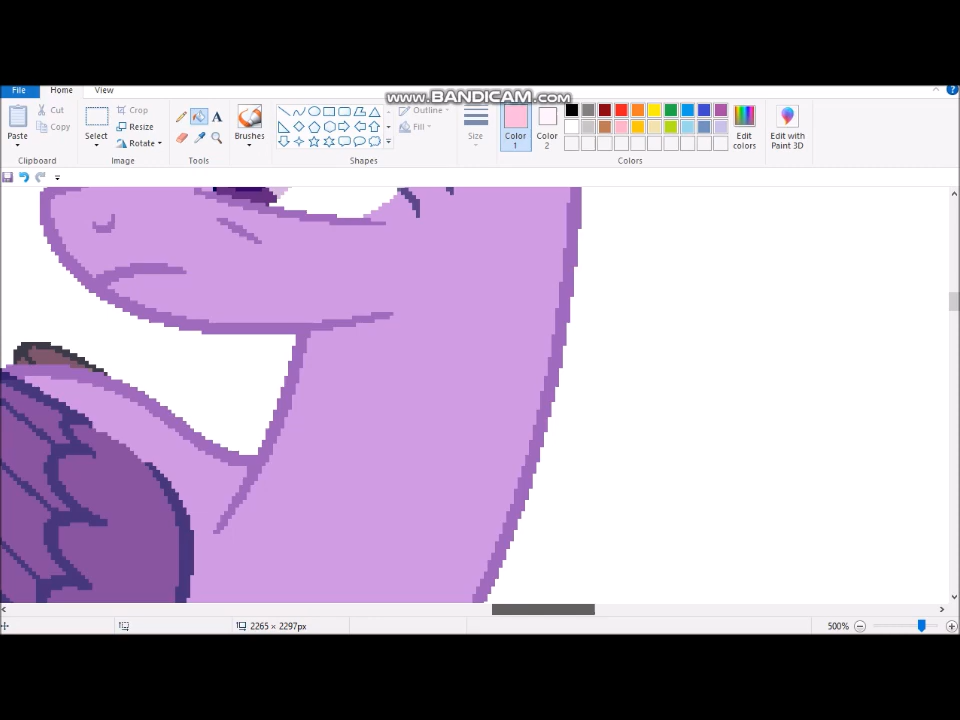 www.BANDICAM.com
File Home View
Cut
Copy
Paste
Clipboard
Select
Crop
Resize
Rotate
Image
A
Tools
Brushes
Outline
Fill
Shapes
Size
Color 1
Color 2
Edit colors
Colors
Edit with Paint 3D
2265 × 2297px
500%